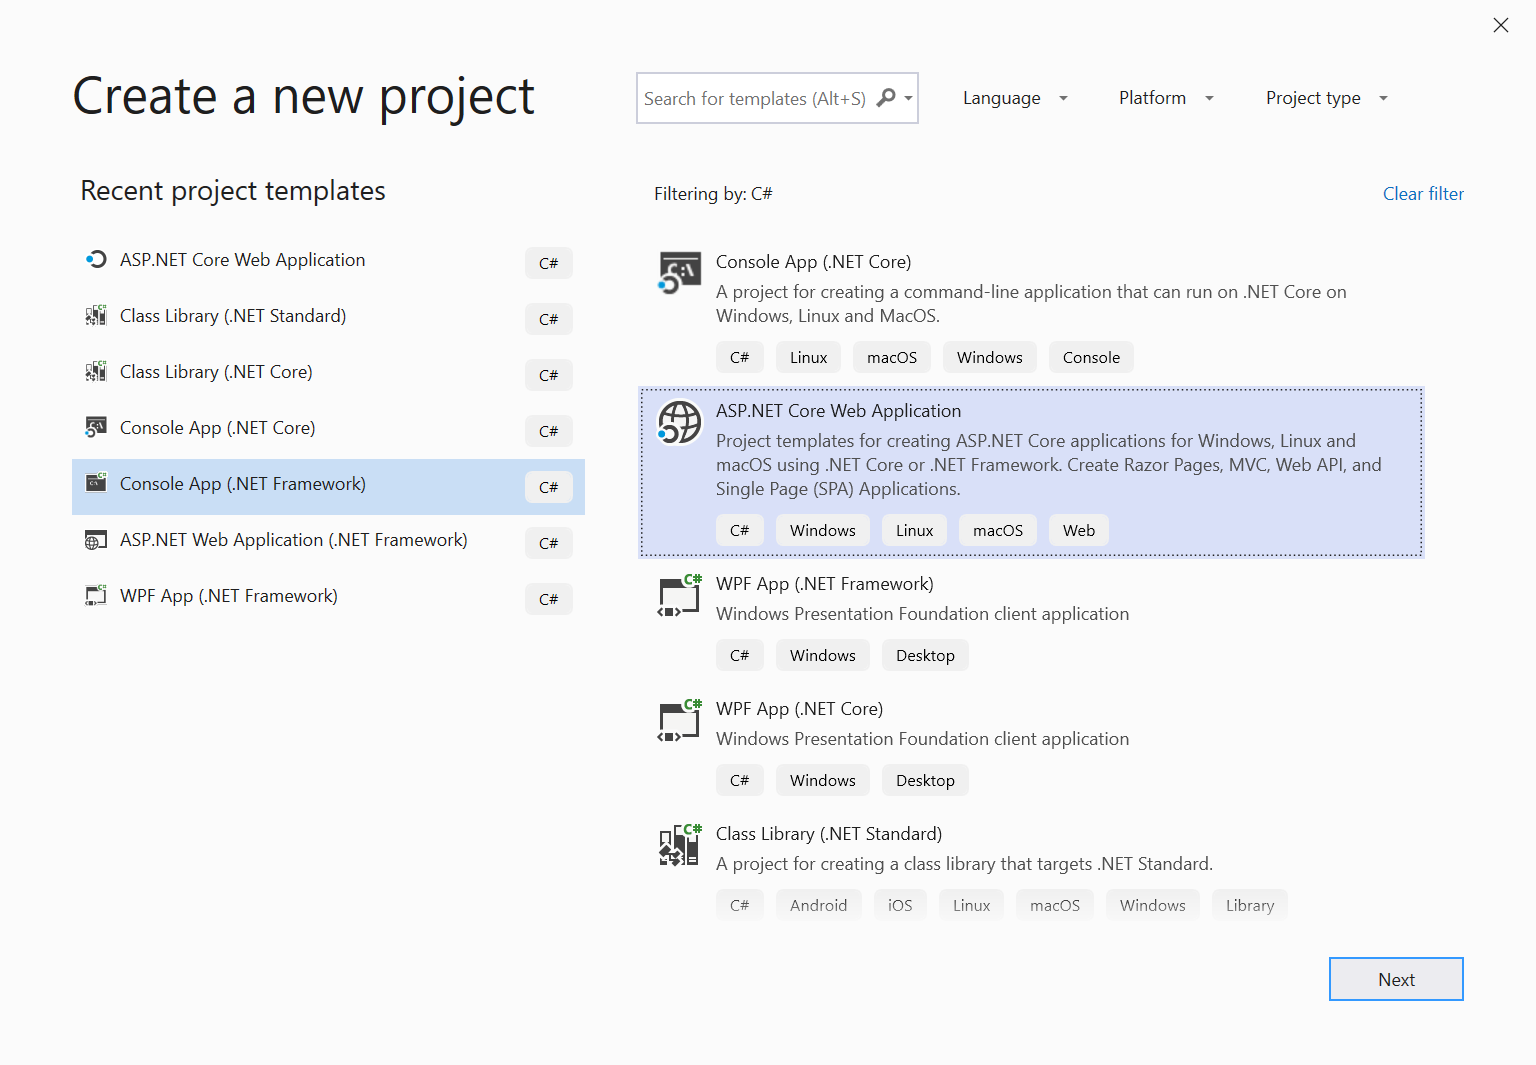 Create a new project
Search for templates (Alt+S)
Language
Platform
Project type
Recent project templates
ASP.NET Core Web Application
C#
Class Library (.NET Standard)
C#
Class Library (.NET Core)
C#
Console App (.NET Core)
C#
Console App (.NET Framework)
C#
ASP.NET Web Application (.NET Framework)
C#
WPF App (.NET Framework)
C#
Filtering by: C#
Clear filter
Console App (.NET Core)
A project for creating a command-line application that can run on .NET Core on
Windows, Linux and MacOS.
C# Linux macOS Windows Console
ASP.NET Core Web Application
Project templates for creating ASP.NET Core applications for Windows, Linux and
macOS using .NET Core or .NET Framework. Create Razor Pages, MVC, Web API, and
Single Page (SPA) Applications.
C# Windows Linux macOS Web
WPF App (.NET Framework)
Windows Presentation Foundation client application
C# Windows Desktop
WPF App (.NET Core)
Windows Presentation Foundation client application
C# Windows Desktop
Class Library (.NET Standard)
A project for creating a class library that targets .NET Standard.
C# Android iOS Linux macOS Windows Library
Next